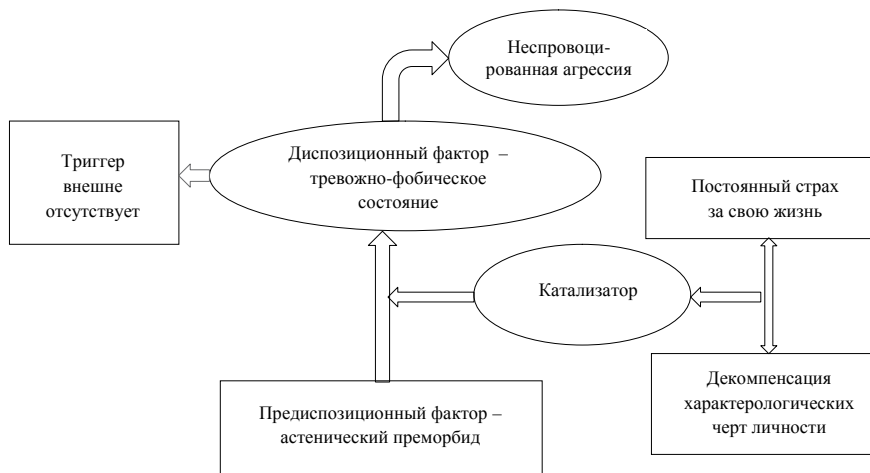 Неспровоци-
рованная агрессия
Триггер
внешне
отсутствует
Диспозиционный фактор –
тревожно-фобическое
состояние
Постоянный страх
за свою жизнь
Катализатор
Предиспозиционный фактор –
астенический преморбид
Декомпенсация
характерологических
черт личности